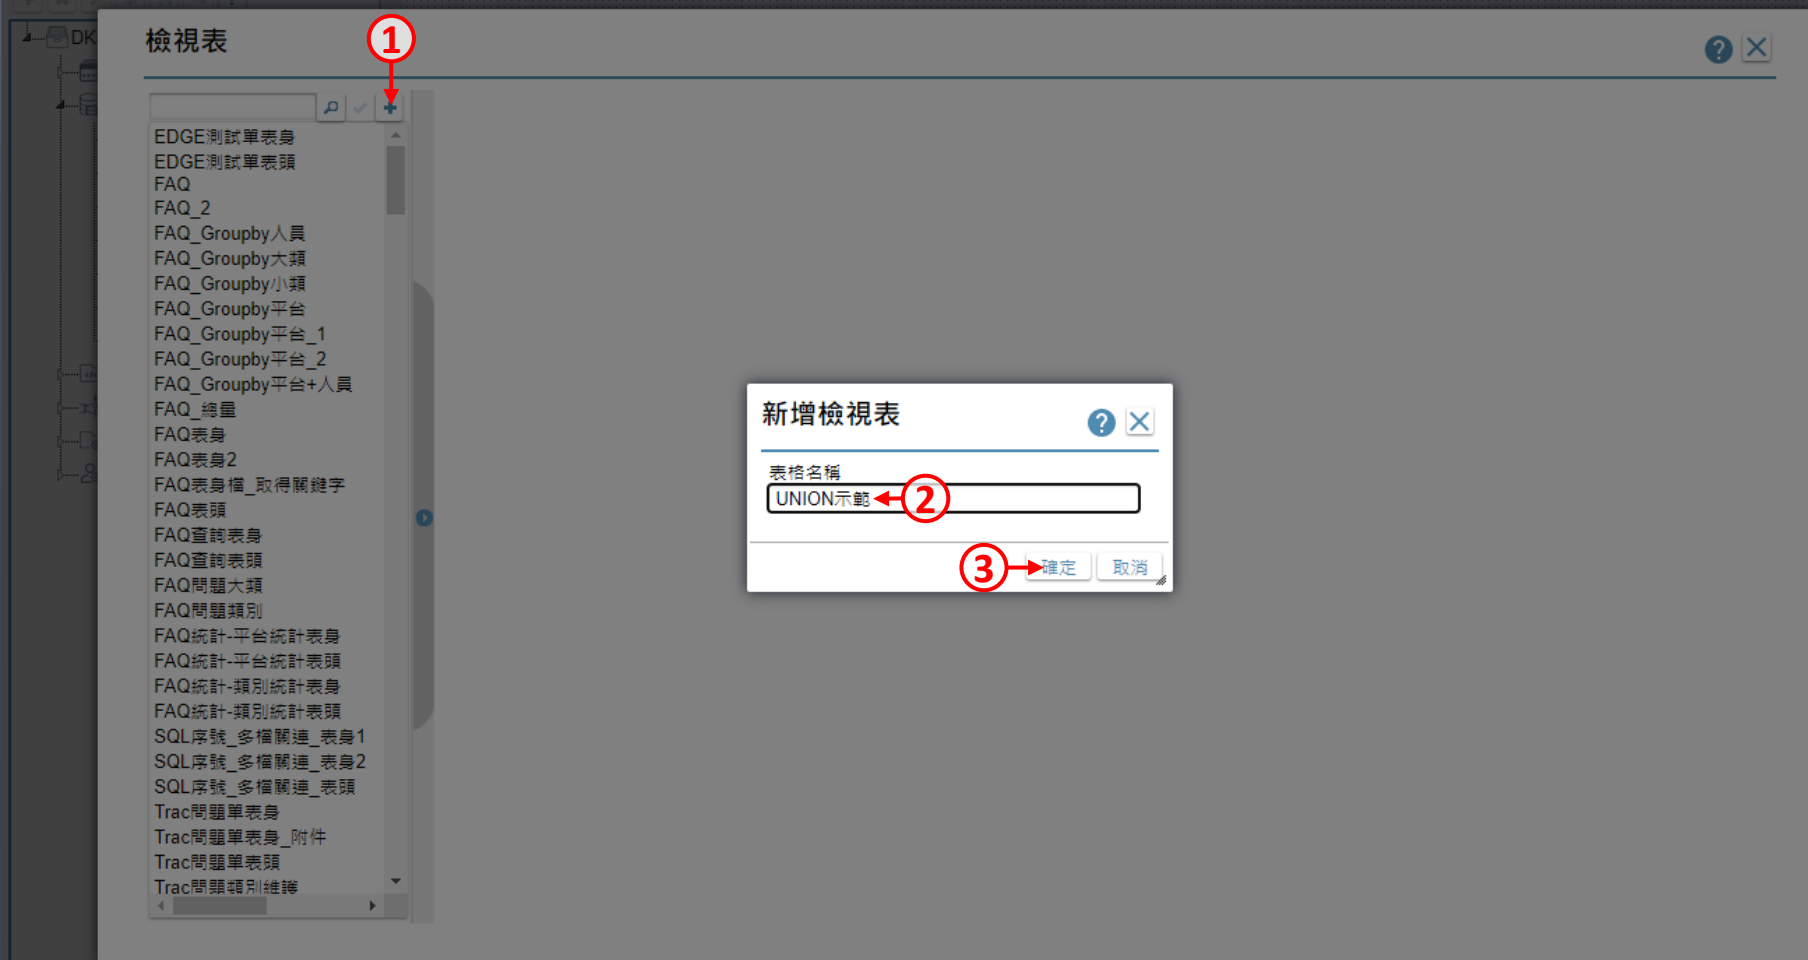 DK
檢視表
1
EDGE測試單表身
EDGE測試單表頭
FAQ
FAQ_2
FAQ_Groupby人員
FAQ_Groupby大類
FAQ_Groupby小類
FAQ_Groupby平台
FAQ_Groupby平台_1
FAQ_Groupby平台_2
FAQ_Groupby平台+人員
FAQ_總量
FAQ表身
FAQ表身2
FAQ表身檔_取得關鍵字
FAQ表頭
FAQ查詢表身
FAQ查詢表頭
FAQ問題大類
FAQ問題類別
FAQ統計-平台統計表身
FAQ統計-平台統計表頭
FAQ統計-類別統計表身
FAQ統計-類別統計表頭
SQL序號_多檔關連_表身1
SQL序號_多檔關連_表身2
SQL序號_多檔關連_表頭
Trac問題單表身
Trac問題單表身_附件
Trac問題單表頭
Trac問題類別維護
新增檢視表
表格名稱
UNION示範
2
3
確定
取消